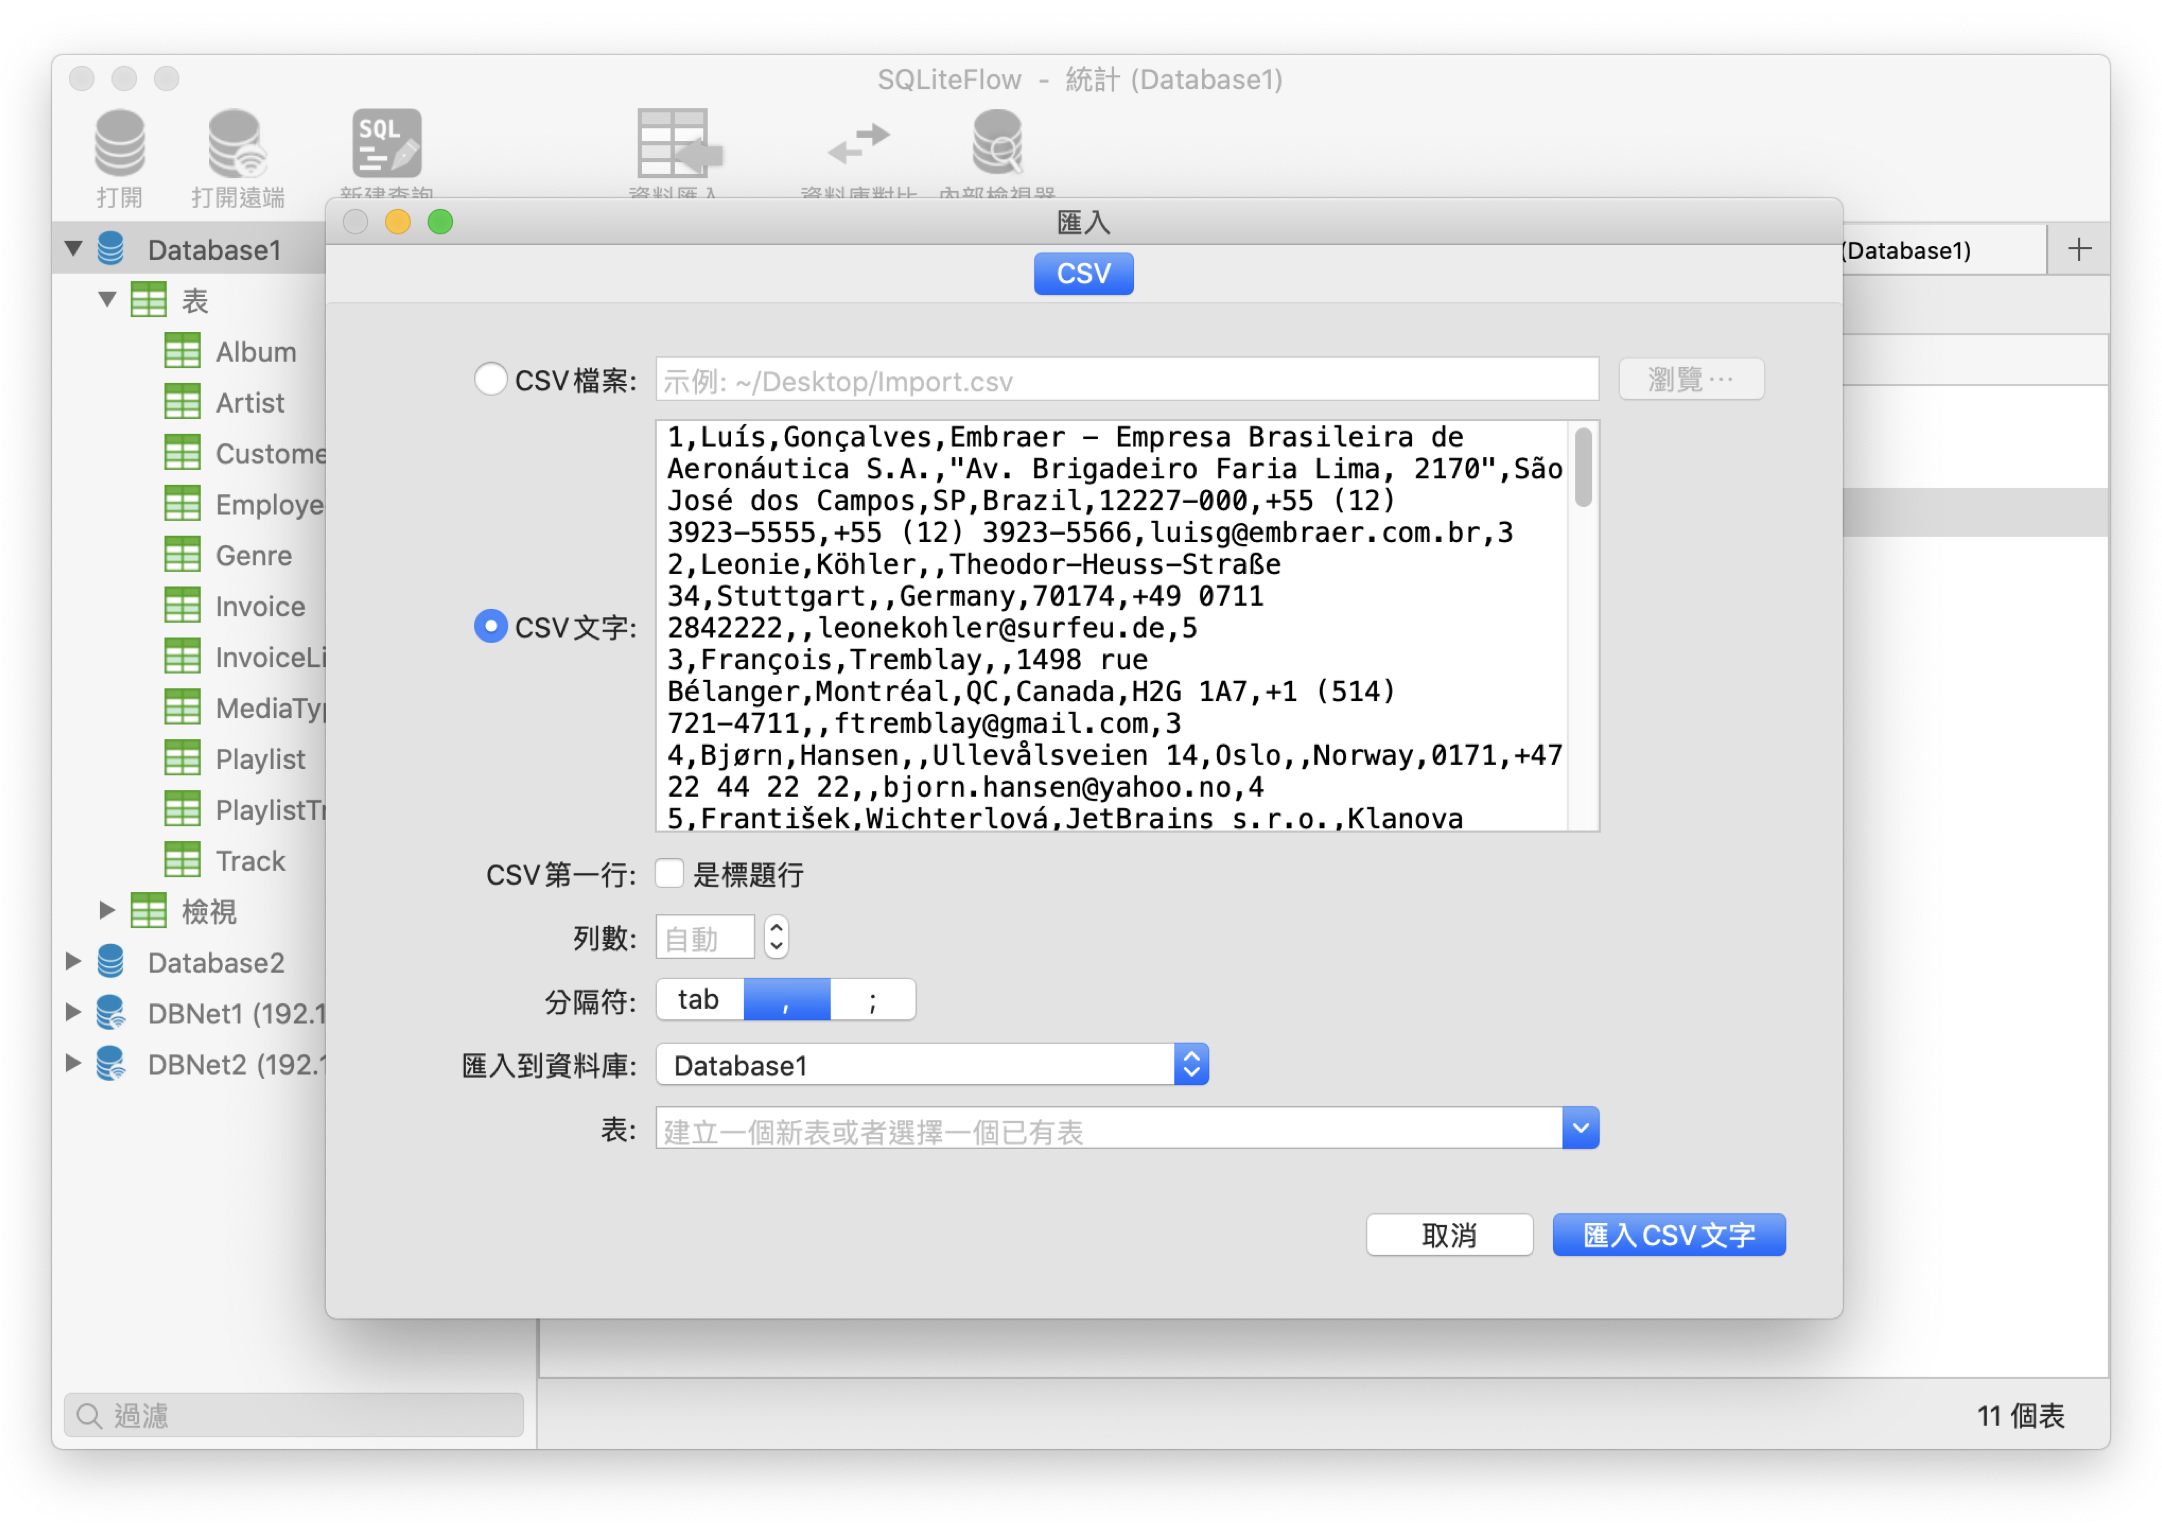 SQLiteFlow - 統計 (Database1)
SQL
打開
打開遠端
新建查詢
資料匯入
資料庫對比
內部檢視器
匯入
CSV
(Database1)
Database1
表
Album
Artist
Custome
Employe
Genre
Invoice
InvoiceLi
MediaTyp
Playlist
PlaylistTr
Track
檢視
Database2
DBNet1 (192.1
DBNet2 (192.1
過濾
CSV檔案:
示例: ~/Desktop/Import.csv
瀏覽…
CSV文字:
1,Luís,Gonçalves,Embraer – Empresa Brasileira de
Aeronáutica S.A.,"Av. Brigadeiro Faria Lima, 2170",São
José dos Campos,SP,Brazil,12227–000,+55 (12)
3923–5555,+55 (12) 3923–5566,luisg@embraer.com.br,3
2,Leonie,Köhler,,Theodor–Heuss–Straße
34,Stuttgart,,Germany,70174,+49 0711
2842222,,leonekohler@surfeu.de,5
3,François,Tremblay,,1498 rue
Bélanger,Montréal,QC,Canada,H2G 1A7,+1 (514)
721–4711,,ftremblay@gmail.com,3
4,Bjørn,Hansen,,Ullevålsveien 14,Oslo,,Norway,0171,+47
22 44 22 22,,bjorn.hansen@yahoo.no,4
5,František,Wichterlová,JetBrains s.r.o.,Klanova
CSV第一行:
是標題行
列數:
自動
分隔符:
tab , ;
匯入到資料庫:
Database1
表:
建立一個新表或者選擇一個已有表
取消
匯入CSV文字
11 個表